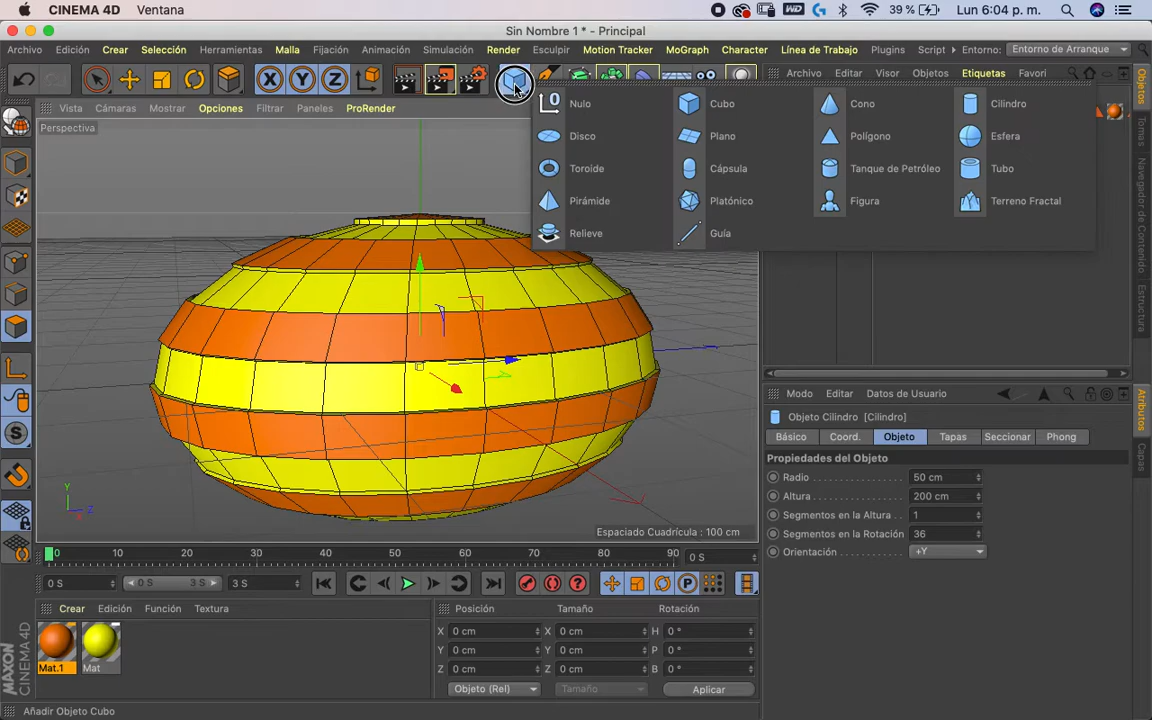 CINEMA 4D Ventana 39 % Lun 6:04 p. m.
Sin Nombre 1 * - Principal
Archivo Edición Crear Selección Herramientas Malla Fijación Animación Simulación Render Esculpir Motion Tracker MoGraph Character Línea de Trabajo Plugins Script Entorno: Entorno de Arranque
X Y Z
Archivo Editar Visor Objetos Etiquetas Favori
Vista Cámaras Mostrar Opciones Filtrar Paneles ProRender
Perspectiva
Nulo Cubo Cono Cilindro
Disco Plano Polígono Esfera
Toroide Cápsula Tanque de Petróleo Tubo
Pirámide Platónico Figura Terreno Fractal
Relieve Guía
Objetos
Tomas
Navegador de Contenido
Estructura
Atributos
Capas
Modo Editar Datos de Usuario
Objeto Cilindro [Cilindro]
Básico Coord. Objeto Tapas Seccionar Phong
Propiedades del Objeto
Radio 50 cm
Altura 200 cm
Segmentos en la Altura 1
Segmentos en la Rotación 36
Orientación +Y
Y
X Z
Espaciado Cuadrícula : 100 cm
0 10 20 30 40 50 60 70 80 90 0 S
0 S 0 S 3 S 3 S
Crear Edición Función Textura
Mat.1 Mat
Posición Tamaño Rotación
X 0 cm X 0 cm H 0 °
Y 0 cm Y 0 cm P 0 °
Z 0 cm Z 0 cm B 0 °
Objeto (Rel) Tamaño Aplicar
MAXON
CINEMA 4D
Añadir Objeto Cubo